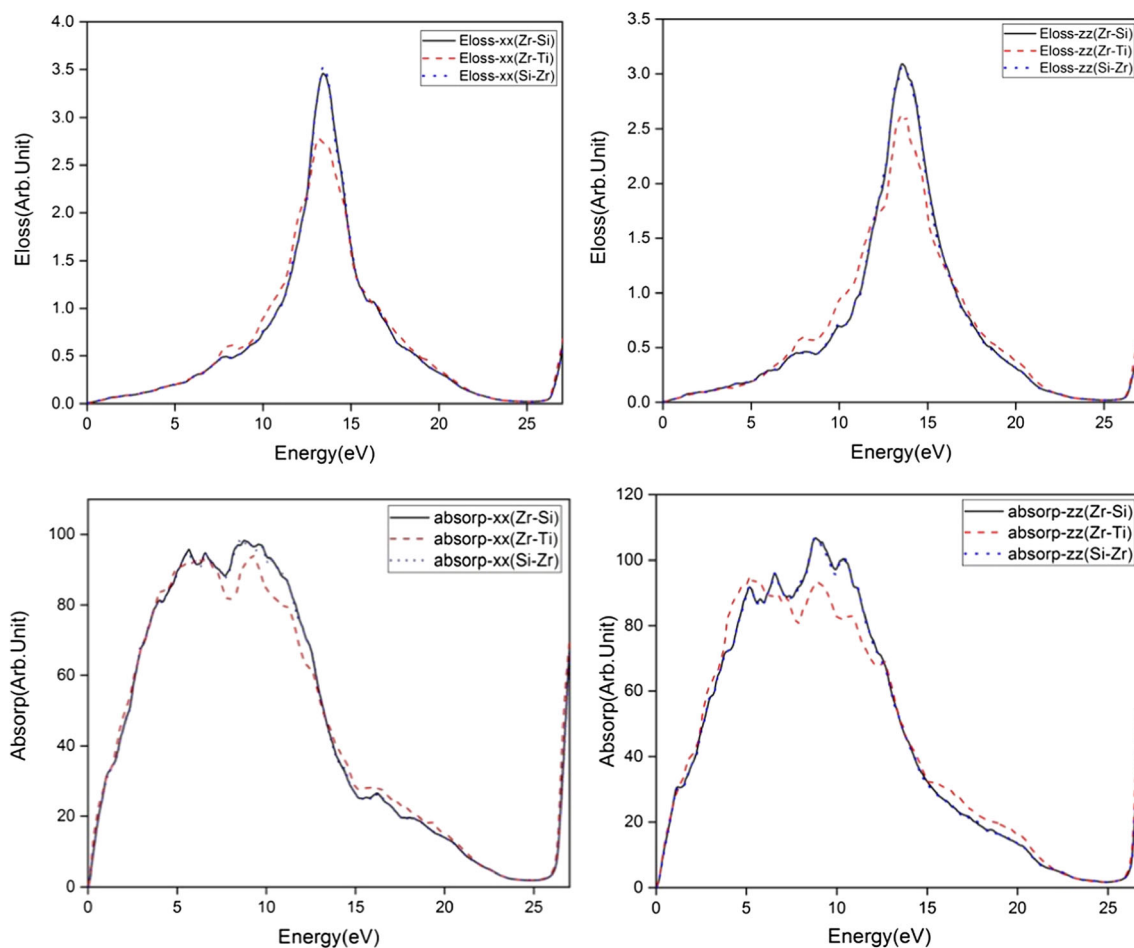 4.0
3.5
3.0
2.5
2.0
1.5
1.0
0.5
0.0
Eloss(Arb.Unit)
Eloss-xx(Zr-Si)
Eloss-xx(Zr-Ti)
Eloss-xx(Si-Zr)
0 5 10 15 20 25
Energy(eV)
3.5
3.0
2.5
2.0
1.5
1.0
0.5
0.0
Eloss(Arb.Unit)
Eloss-zz(Zr-Si)
Eloss-zz(Zr-Ti)
Eloss-zz(Si-Zr)
0 5 10 15 20 25
Energy(eV)
100
80
60
40
20
0
Absorp(Arb.Unit)
absorp-xx(Zr-Si)
absorp-xx(Zr-Ti)
absorp-xx(Si-Zr)
0 5 10 15 20 25
Energy(eV)
120
100
80
60
40
20
0
Absorp(Arb.Unit)
absorp-zz(Zr-Si)
absorp-zz(Zr-Ti)
absorp-zz(Si-Zr)
0 5 10 15 20 25
Energy(eV)